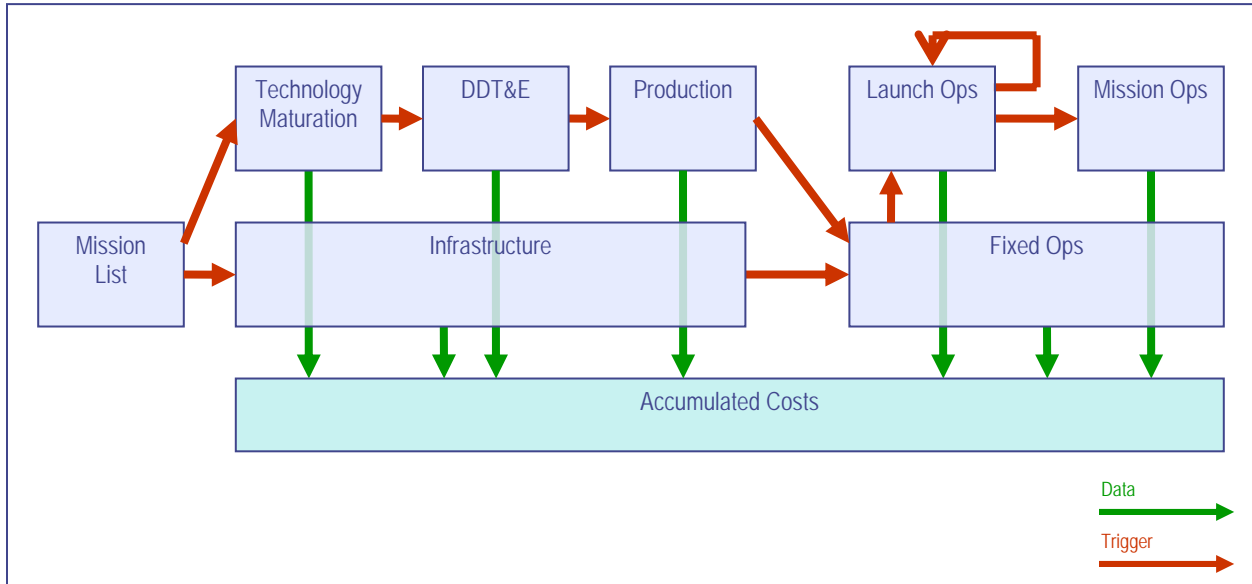 Technology
Maturation
DDT&E
Production
Launch Ops
Mission Ops
Mission
List
Infrastructure
Fixed Ops
Accumulated Costs
Data
Trigger